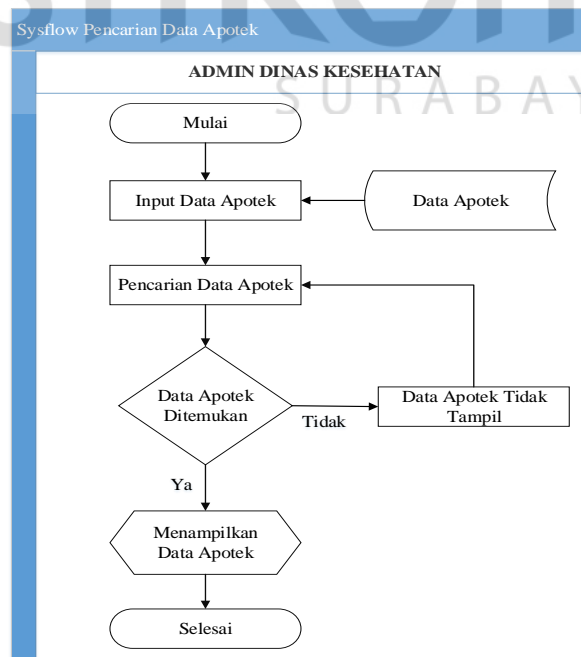 Sysflow Pencarian Data Apotek
ADMIN DINAS KESEHATAN
SURABAY
Mulai
Input Data Apotek
Data Apotek
Pencarian Data Apotek
Data Apotek
Ditemukan
Tidak
Data Apotek Tidak
Tampil
Ya
Menampilkan
Data Apotek
Selesai